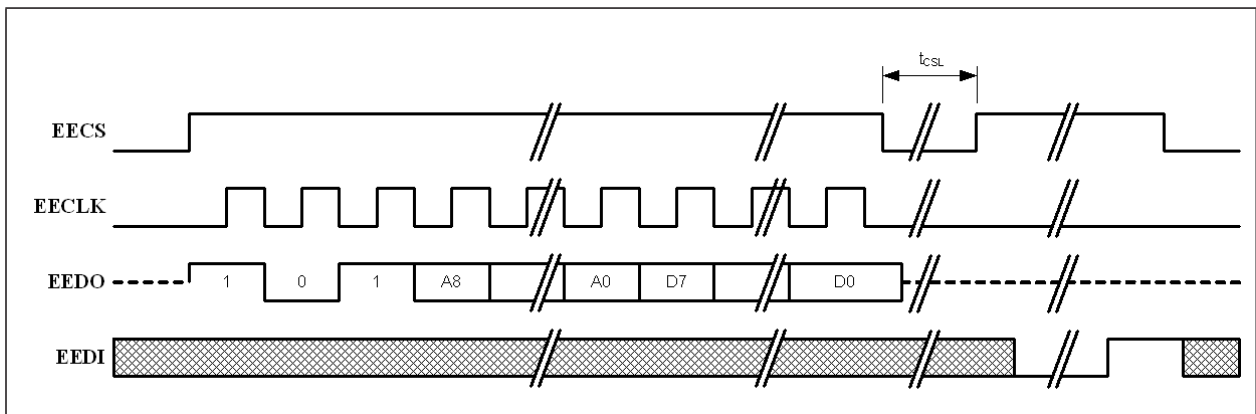 tCSL
EECS
EECLK
EEDO 1 0 1 A8 A0 D7 D0
EEDI